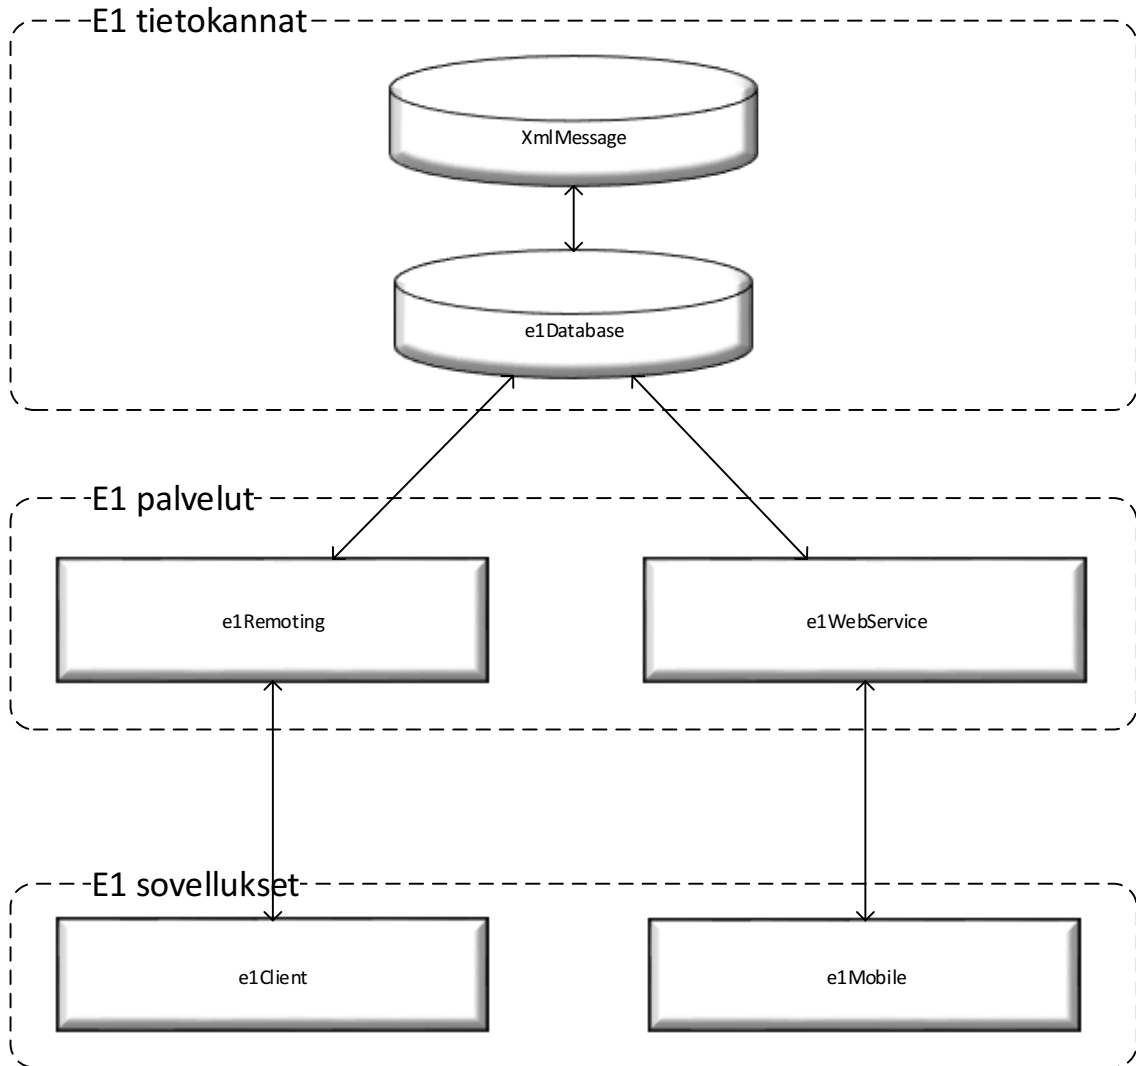 E1 tietokannat
XmlMessage
e1Database
E1 palvelut
e1Remoting
e1WebService
E1 sovellukset
e1Client
e1Mobile